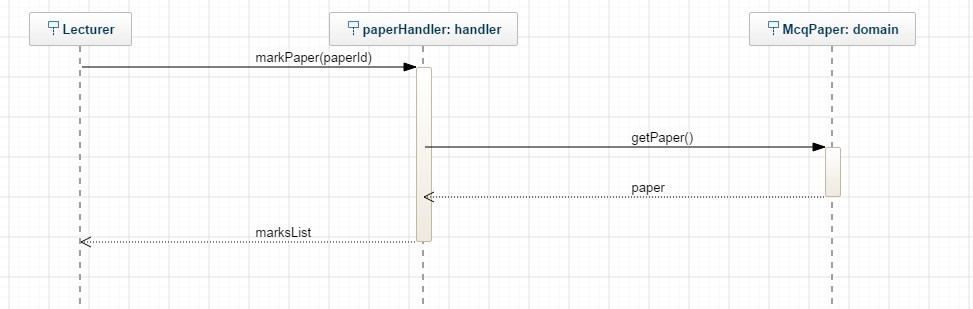 Lecturer
paperHandler: handler
McqPaper: domain
markPaper(paperId)
getPaper()
paper
marksList